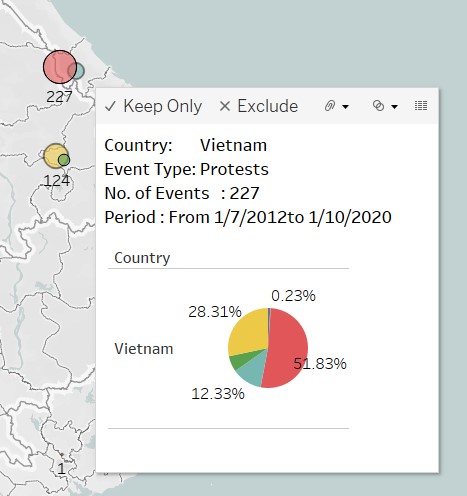 227
124
1
Keep Only Exclude
Country: Vietnam
Event Type: Protests
No. of Events : 227
Period : From 1/7/2012to 1/10/2020
Country
0.23%
28.31%
Vietnam
51.83%
12.33%